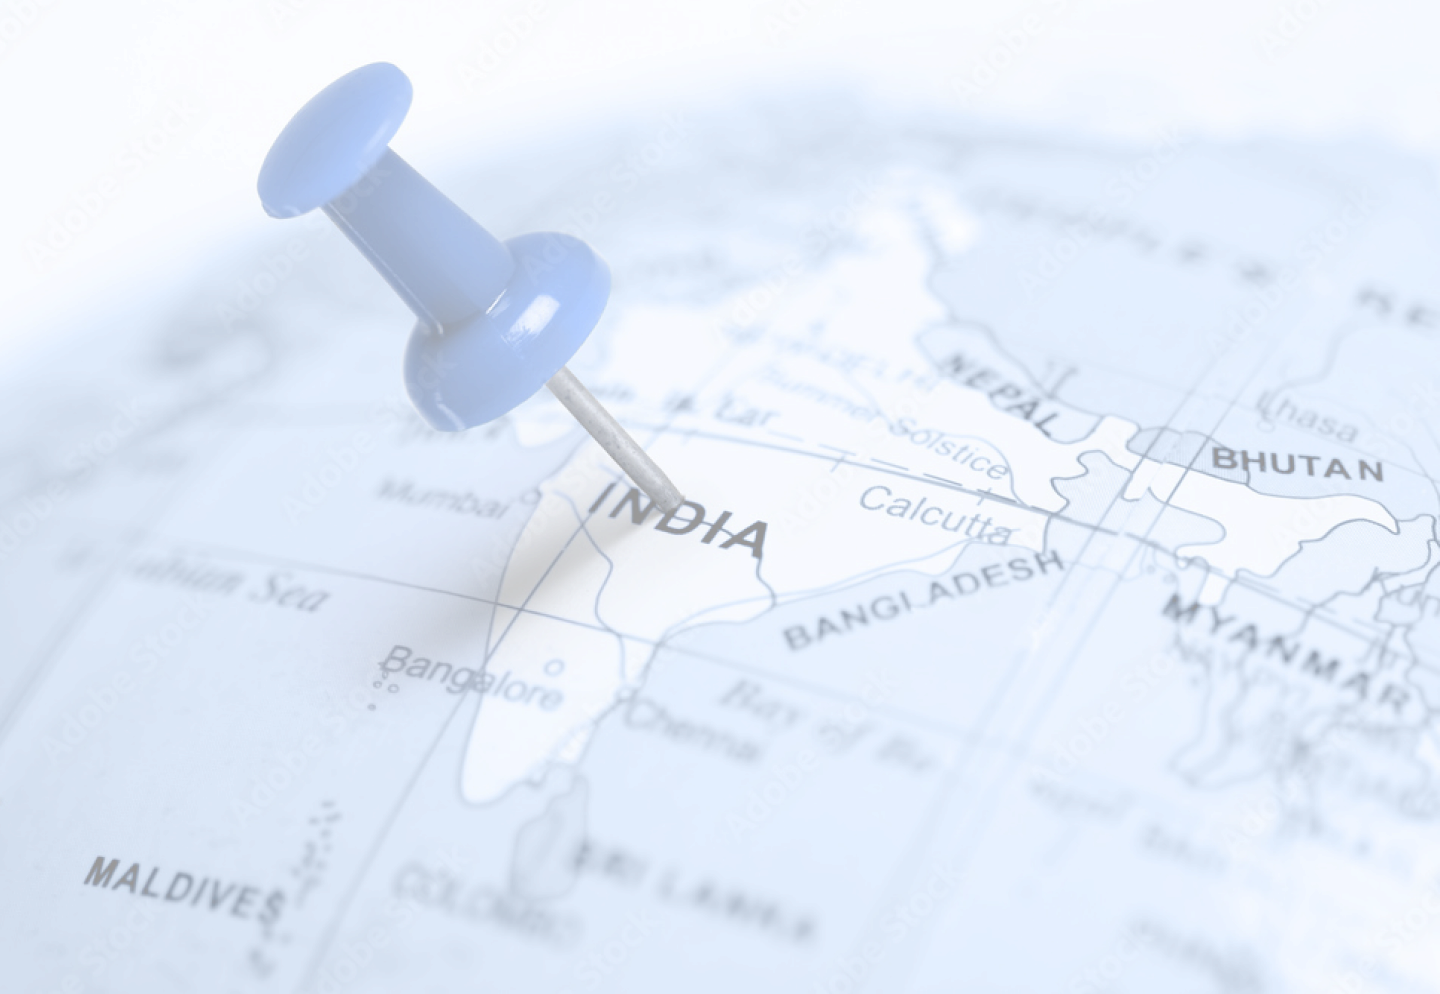 NEPAL
Lhasa
BHUTAN
Summer Solstice
Mumbai
INDIA
Calcutta
BANGLADESH
MYANMAR
Bangalore
Chennai
Bay of Be
abian Sea
MALDIVES
COLOMBO
SRI LANKA
Adobe Stock